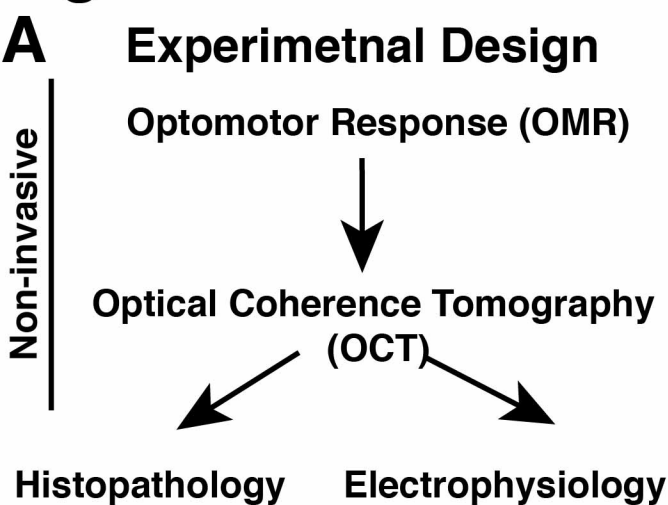 A
Experimetnal Design
Non-invasive
Optomotor Response (OMR)
Optical Coherence Tomography
(OCT)
Histopathology
Electrophysiology